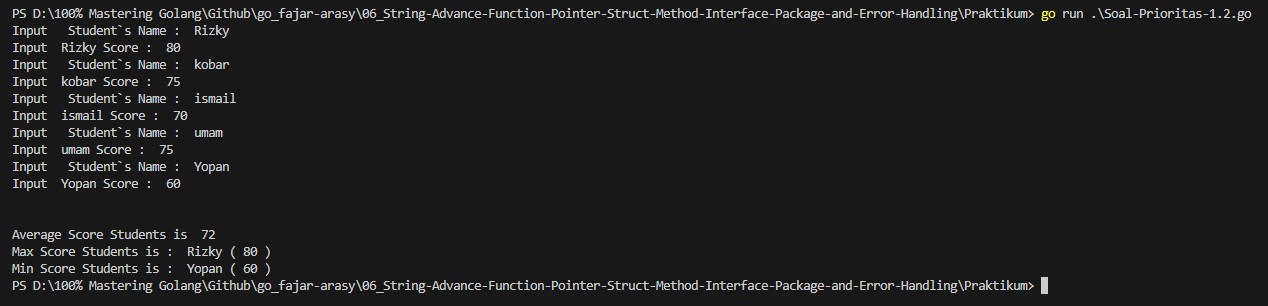 PS D:\100% Mastering Golang\Github\go_fajar-arasy\06_String-Advance-Function-Pointer-Struct-Method-Interface-Package-and-Error-Handling\Praktikum> go run .\Soal-Prioritas-1.2.go
Input   Student`s Name :  Rizky
Input  Rizky Score :  80
Input   Student`s Name :  kobar
Input  kobar Score :  75
Input   Student`s Name :  ismail
Input  ismail Score :  70
Input   Student`s Name :  umam
Input  umam Score :  75
Input   Student`s Name :  Yopan
Input  Yopan Score :  60
Average Score Students is  72
Max Score Students is :  Rizky ( 80 )
Min Score Students is :  Yopan ( 60 )
PS D:\100% Mastering Golang\Github\go_fajar-arasy\06_String-Advance-Function-Pointer-Struct-Method-Interface-Package-and-Error-Handling\Praktikum>